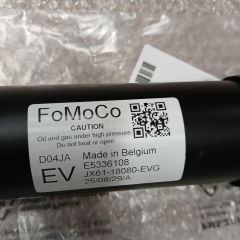 FoMoCo
CAUTION
Oil and gas under high pressure
Do not heat or open
D04JA Made in Belgium
EV E5336108
JX61-18080-EVG
25/08/29/A